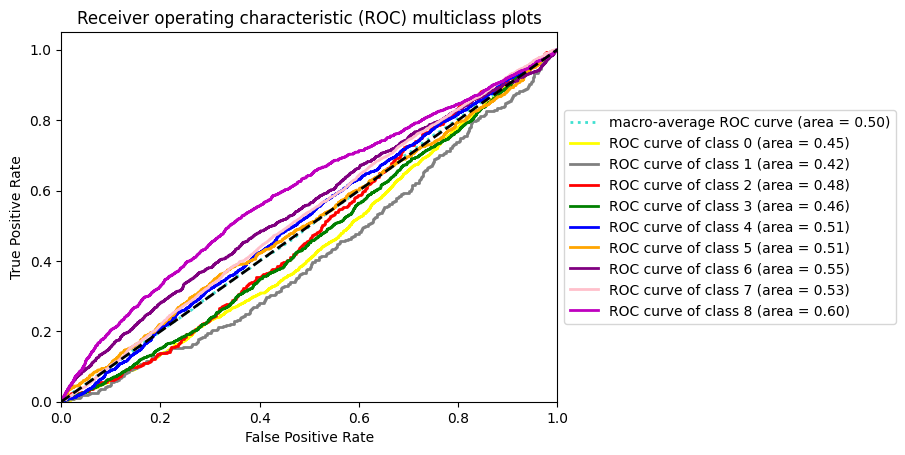 Receiver operating characteristic (ROC) multiclass plots
True Positive Rate
1.0
0.8
0.6
0.4
0.2
0.0
0.0 0.2 0.4 0.6 0.8 1.0
False Positive Rate
macro-average ROC curve (area = 0.50)
ROC curve of class 0 (area = 0.45)
ROC curve of class 1 (area = 0.42)
ROC curve of class 2 (area = 0.48)
ROC curve of class 3 (area = 0.46)
ROC curve of class 4 (area = 0.51)
ROC curve of class 5 (area = 0.51)
ROC curve of class 6 (area = 0.55)
ROC curve of class 7 (area = 0.53)
ROC curve of class 8 (area = 0.60)